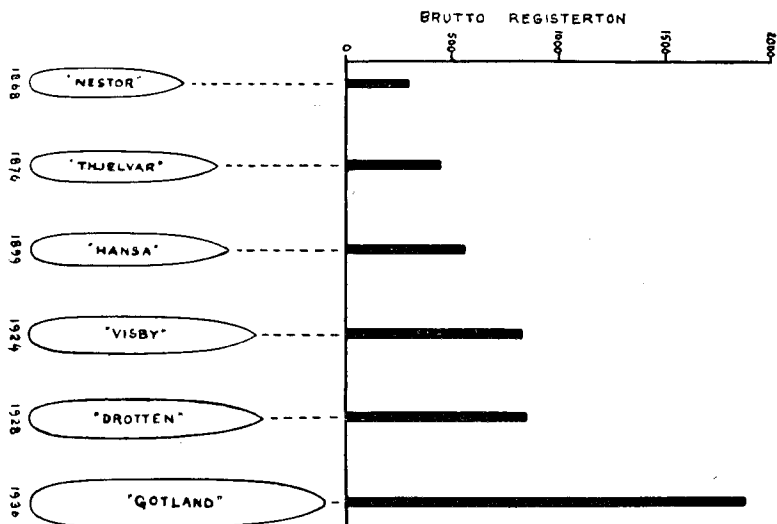 BRUTTO REGISTERTON
0 500 1000 1500 2000
1868 "NESTOR"
1876 "THJELVAR"
1899 "HANSA"
1924 "VISBY"
1928 "DROTTEN"
1936 "GOTLAND"